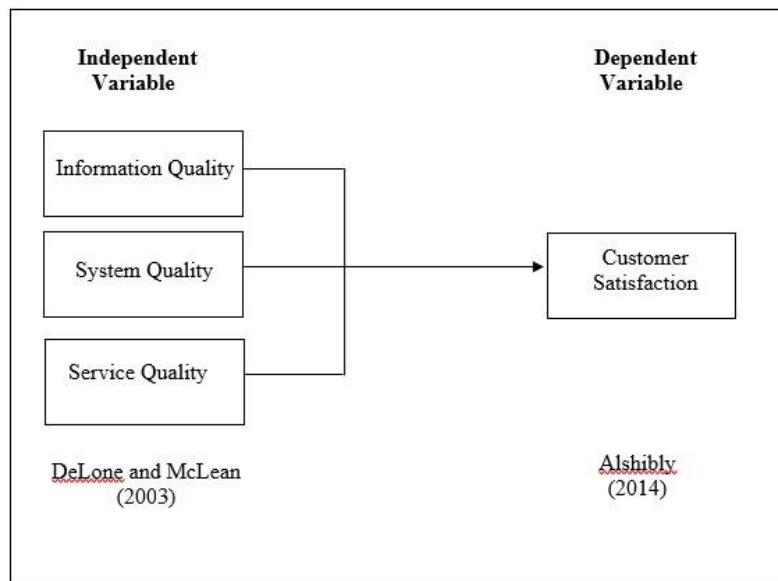 Independent
Variable
Dependent
Variable
Information Quality
System Quality
Customer
Satisfaction
Service Quality
DeLone and McLean
(2003)
Alshibly
(2014)